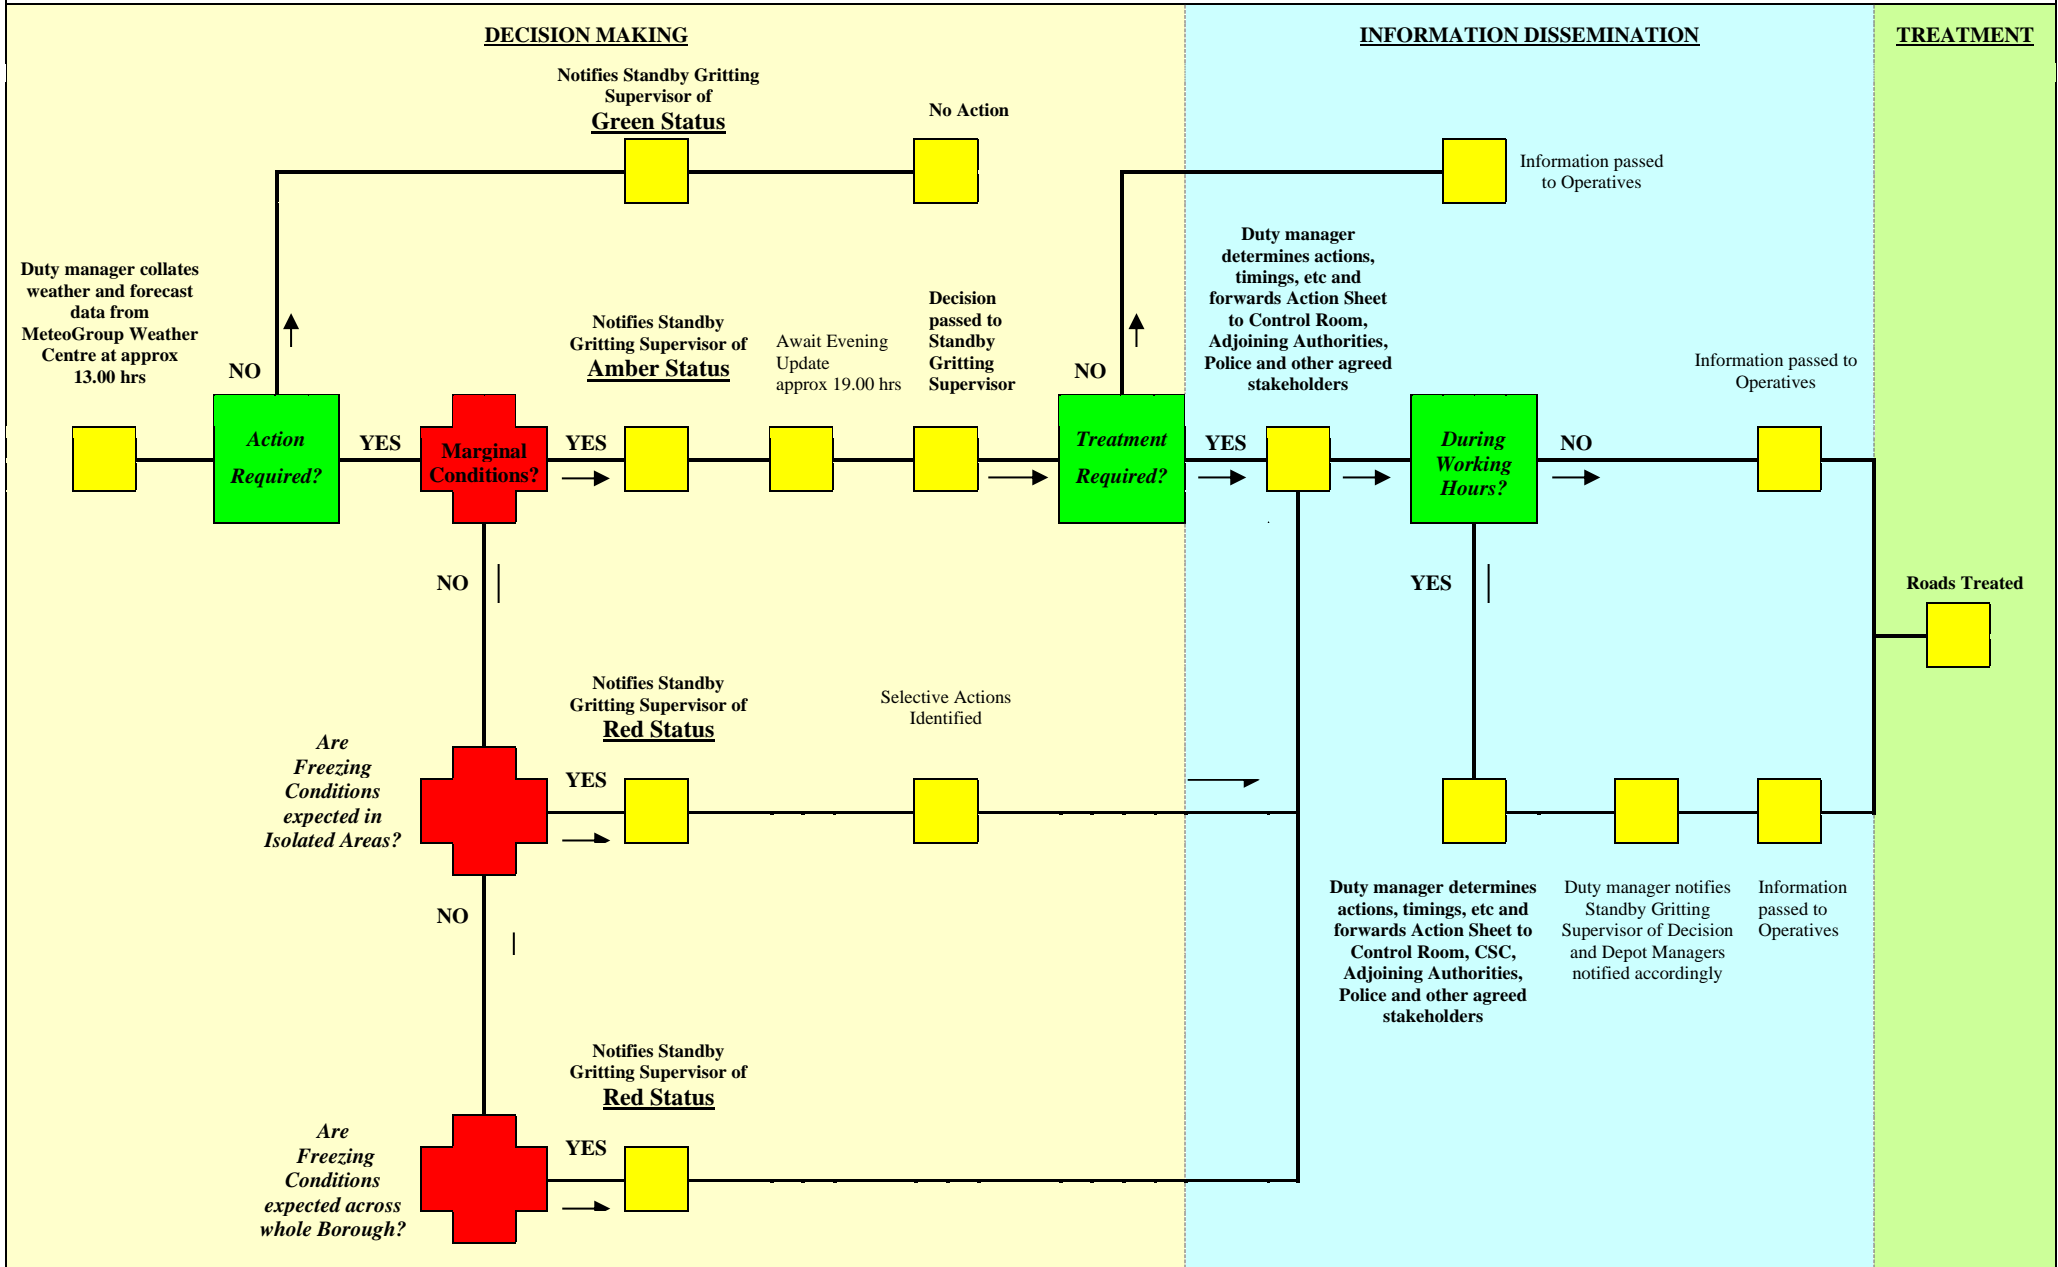 DECISION MAKING
INFORMATION DISSEMINATION
TREATMENT
Notifies Standby Gritting
Supervisor of
Green Status
No Action
Information passed
to Operatives
Duty manager collates
weather and forecast
data from
MeteoGroup Weather
Centre at approx
13.00 hrs
NO
Action
Required?
YES
Marginal
Conditions?
YES
Notifies Standby
Gritting Supervisor of
Amber Status
Await Evening
Update
approx 19.00 hrs
Decision
passed to
Standby
Gritting
Supervisor
NO
Treatment
Required?
YES
Duty manager
determines actions,
timings, etc and
forwards Action Sheet
to Control Room,
Adjoining Authorities,
Police and other agreed
stakeholders
During
Working
Hours?
NO
Information passed to
Operatives
NO
YES
Roads Treated
Are
Freezing
Conditions
expected in
Isolated Areas?
YES
Notifies Standby
Gritting Supervisor of
Red Status
Selective Actions
Identified
NO
Duty manager determines
actions, timings, etc and
forwards Action Sheet to
Control Room, CSC,
Adjoining Authorities,
Police and other agreed
stakeholders
Duty manager notifies
Standby Gritting
Supervisor of Decision
and Depot Managers
notified accordingly
Information
passed to
Operatives
Are
Freezing
Conditions
expected across
whole Borough?
YES
Notifies Standby
Gritting Supervisor of
Red Status